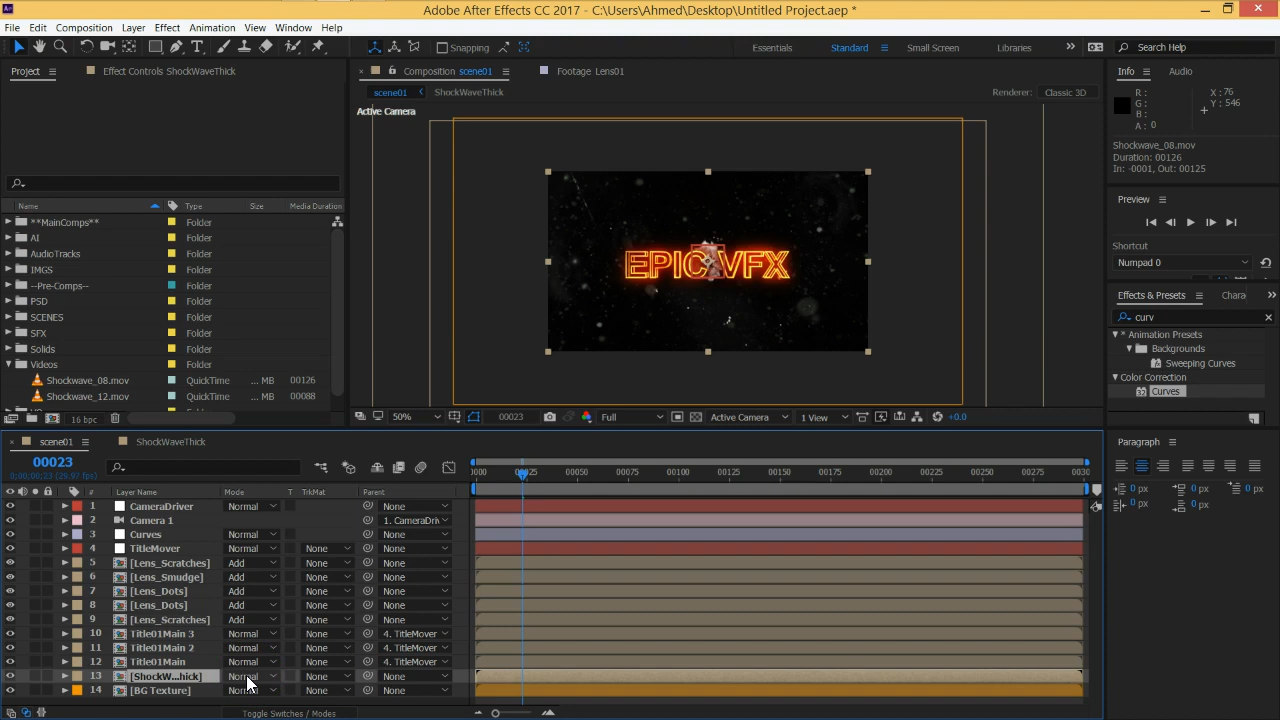 Adobe After Effects CC 2017 - C:\Users\Ahmed\Desktop\Untitled Project.aep *
File Edit Composition Layer Effect Animation View Window Help
Snapping
Essentials Standard Small Screen Libraries Search Help
Project Effect Controls ShockWaveThick
Composition scene01 Footage Lens01
Info Audio
scene01 ShockWaveThick Renderer: Classic 3D
Active Camera
R: X: 76
G: Y: 546
B:
A: 0
Shockwave_08.mov
Duration: 00126
In: -0001, Out: 00125
Preview
Shortcut
Numpad 0
Effects & Presets Chara
curv
* Animation Presets
Backgrounds
Sweeping Curves
Color Correction
Curves
Name Type Size Media Duration
**MainComps** Folder
AI Folder
AudioTracks Folder
IMGS Folder
--Pre-Comps-- Folder
PSD Folder
SCENES Folder
SFX Folder
Solids Folder
Videos Folder
Shockwave_08.mov QuickTime ... MB 00126
Shockwave_12.mov QuickTime ... MB 00088
16 bpc
EPIC VFX
50% 00023 Full Active Camera 1 View +0.0
scene01 ShockWaveThick
00023
0:00:00:23 (29.97 fps)
00025 00050 00075 00100 00125 00150 00175 00200 00225 00250 00275
# Layer Name Mode T TrkMat Parent
1 CameraDriver Normal None
2 Camera 1 1. CameraDriv
3 Curves Normal None
4 TitleMover Normal None None
5 [Lens_Scratches] Add None None
6 [Lens_Smudge] Add None None
7 [Lens_Dots] Add None None
8 [Lens_Dots] Add None None
9 [Lens_Scratches] Add None None
10 Title01Main 3 Normal None 4. TitleMover
11 Title01Main 2 Normal None 4. TitleMover
12 Title01Main Normal None 4. TitleMover
13 [ShockW...hick] Normal None None
14 [BG Texture] Normal None None
Toggle Switches / Modes
Paragraph
0 px 0 px 0 px
0 px 0 px